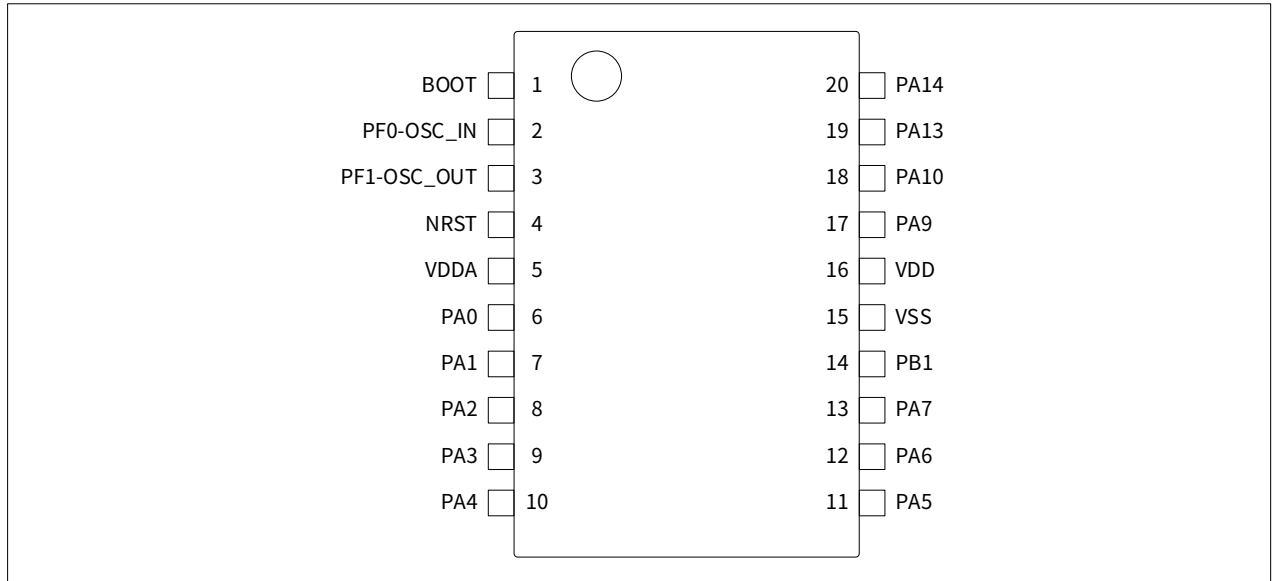 BOOT 1 20 PA14
PF0-OSC_IN 2 19 PA13
PF1-OSC_OUT 3 18 PA10
NRST 4 17 PA9
VDDA 5 16 VDD
PA0 6 15 VSS
PA1 7 14 PB1
PA2 8 13 PA7
PA3 9 12 PA6
PA4 10 11 PA5